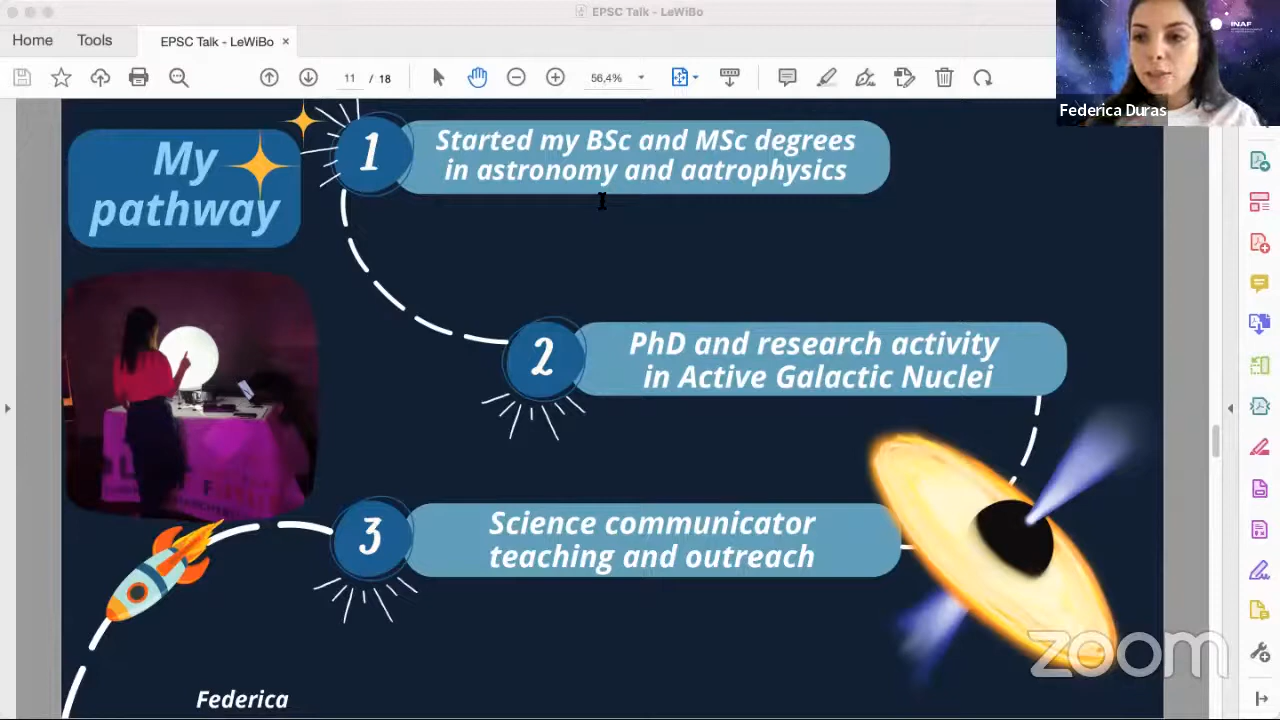 EPSC Talk - LeWiBo
Home
Tools
EPSC Talk - LeWiBo ×
11 / 18
56,4%
INAF
Federica Duras
My
pathway
1
Started my BSc and MSc degrees
in astronomy and aatrophysics
2
PhD and research activity
in Active Galactic Nuclei
3
Science communicator
teaching and outreach
Federica
zoom